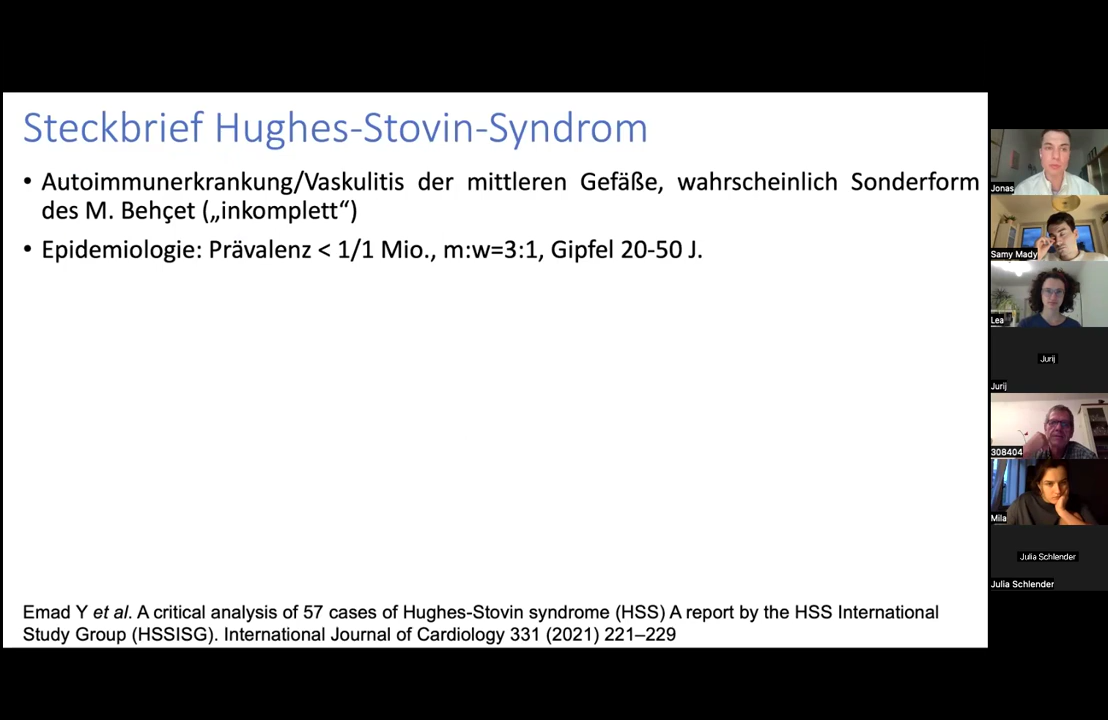 Steckbrief Hughes-Stovin-Syndrom
• Autoimmunerkrankung/Vaskulitis der mittleren Gefäße, wahrscheinlich Sonderform
des M. Behçet („inkomplett“)
• Epidemiologie: Prävalenz < 1/1 Mio., m:w=3:1, Gipfel 20-50 J.
Emad Y et al. A critical analysis of 57 cases of Hughes-Stovin syndrome (HSS) A report by the HSS International
Study Group (HSSISG). International Journal of Cardiology 331 (2021) 221–229
Jonas
Samy Mady
Lea
Jurij
Jurij
308404
Mila
Julia Schlender
Julia Schlender